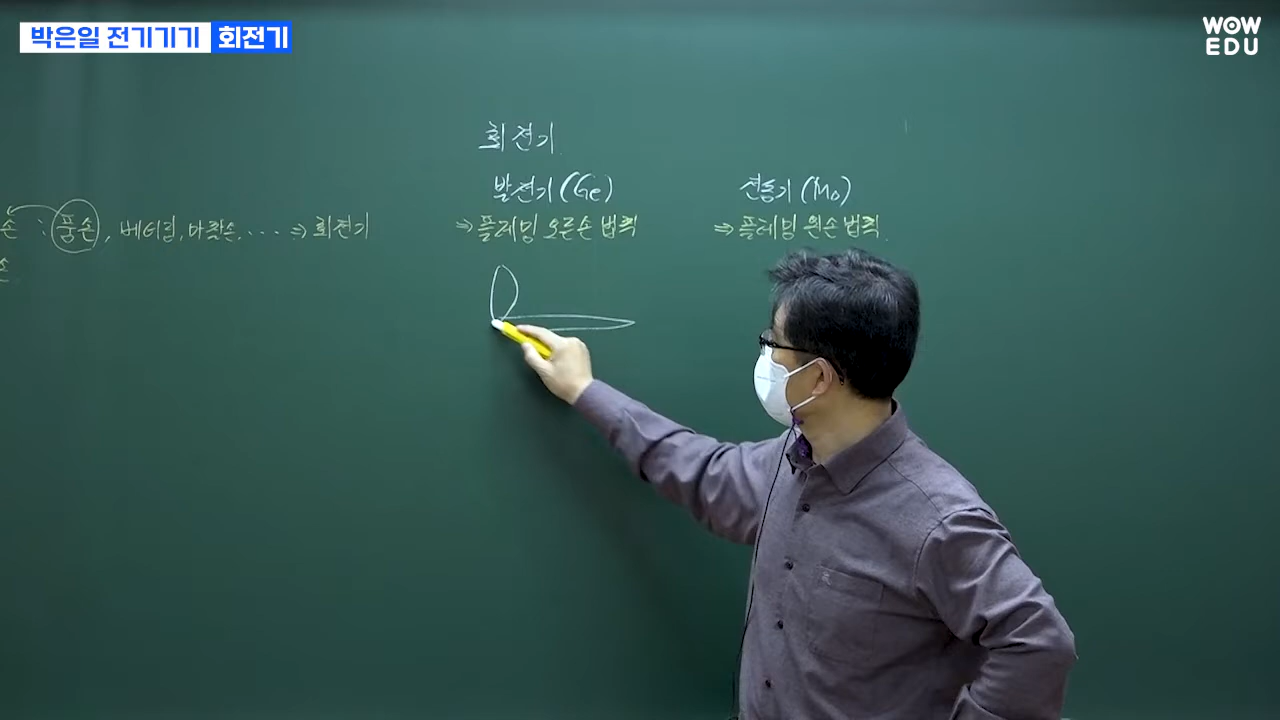 박은일 전기기기 회전기
WOW
EDU
회전기
발전기(Ge)
전동기(Mo)
손 : 풍손, 베어링, 마찰손, ···· ⇒ 회전기
⇒ 플레밍 오른손 법칙
⇒ 플레밍 왼손 법칙
손